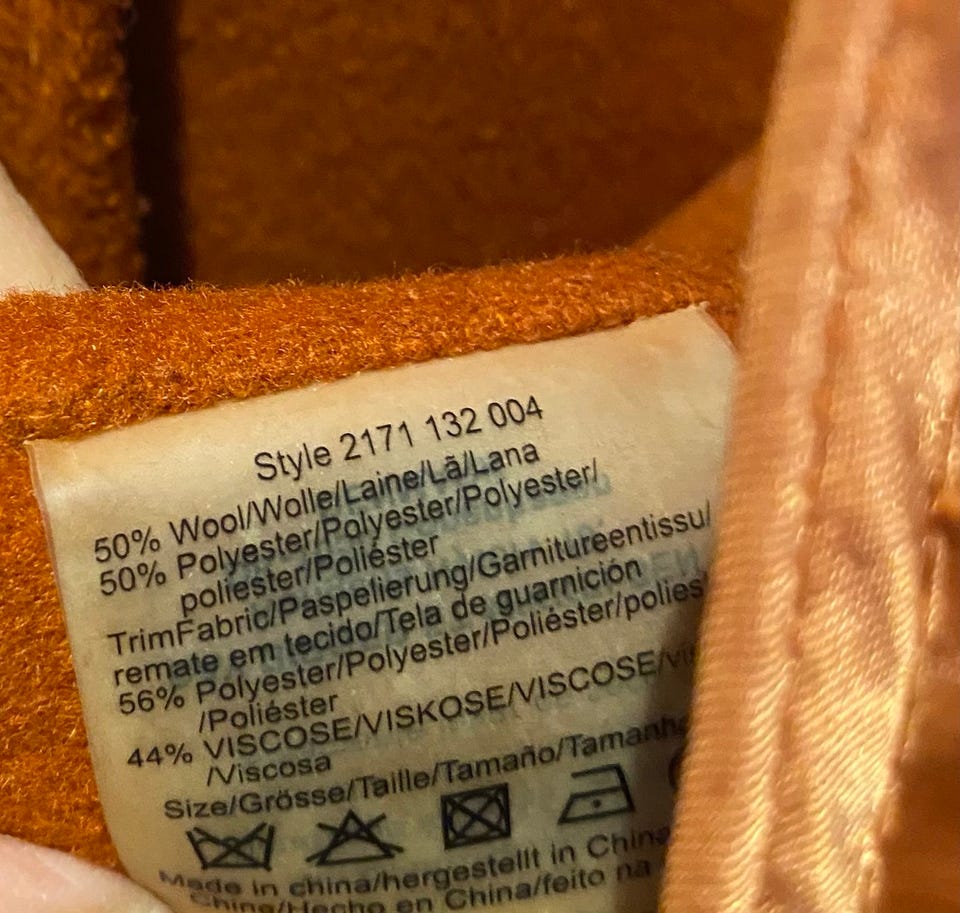 Style 2171 132 004
50% Wool/Wolle/Laine/Lã/Lana
50% Polyester/Polyester/Polyester/
poliester/Poliéster
TrimFabric/Paspelierung/Garnitureentissu/
remate em tecido/Tela de guarnición
56% Polyester/Polyester/Poliéster/polies
/Poliéster
44% VISCOSE/VISKOSE/VISCOSE/vi
/Viscosa
Size/Grösse/Taille/Tamaño/Tamanh
Made in china/hergestellt in China
China/Hecho en China/feito na